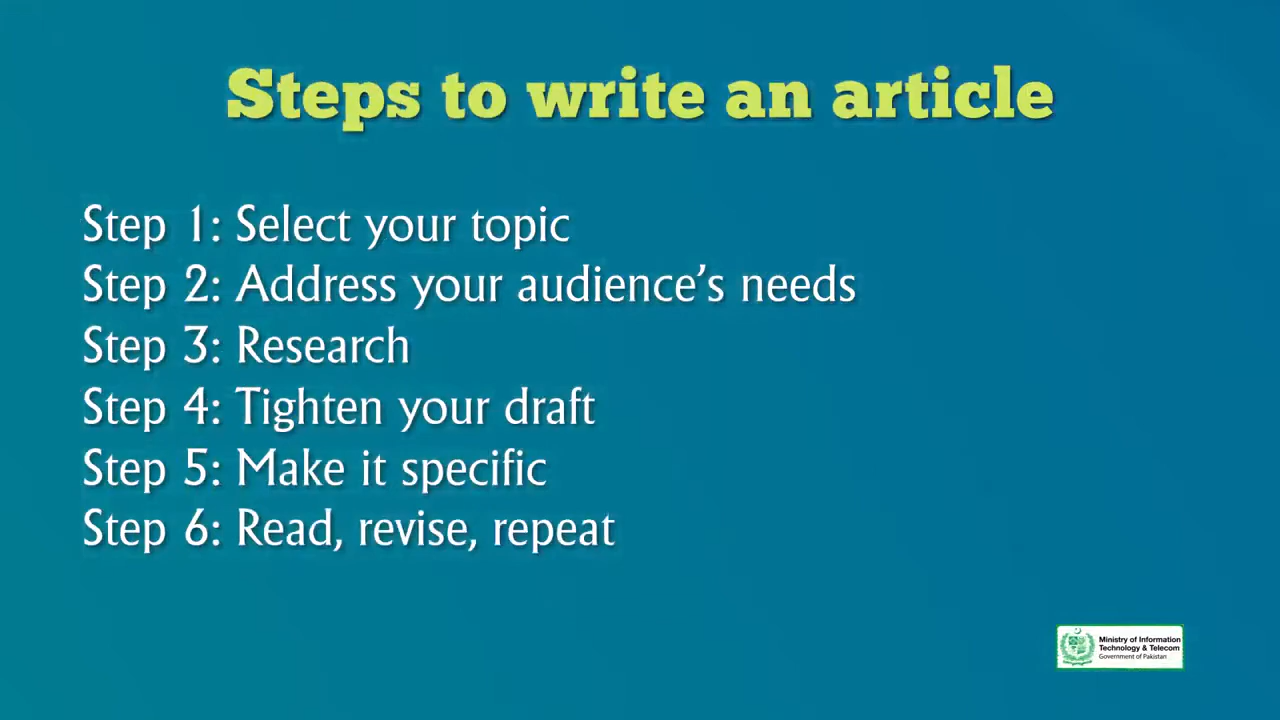 Steps to write an article
Step 1: Select your topic
Step 2: Address your audience’s needs
Step 3: Research
Step 4: Tighten your draft
Step 5: Make it specific
Step 6: Read, revise, repeat
Ministry of Information
Technology & Telecom
Government of Pakistan